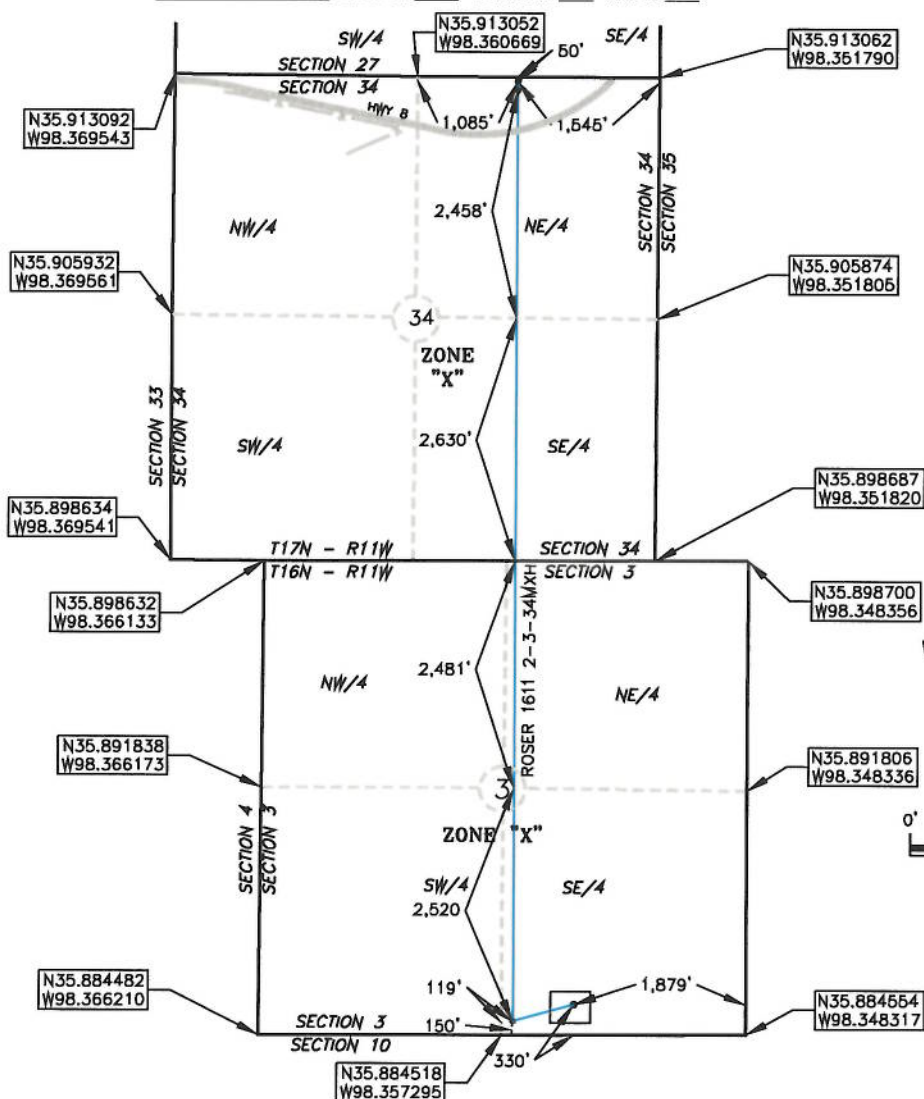 SW/4
N35.913052
W98.360669
SE/4
50'
N35.913062
W98.351790
SECTION 27
SECTION 34
N35.913092
W98.369543
HWY 8
1,085'
1,545'
SECTION 34
SECTION 35
2,458'
NW/4
NE/4
N35.905932
W98.369561
N35.905874
W98.351805
34
ZONE
"X"
SECTION 33
SECTION 34
2,630'
SW/4
SE/4
N35.898634
W98.369541
N35.898687
W98.351820
T17N - R11W
SECTION 34
T16N - R11W
SECTION 3
N35.898632
W98.366133
N35.898700
W98.348356
ROSER 1611 2-3-34MXH
2,481'
NW/4
NE/4
N35.891838
W98.366173
N35.891806
W98.348336
3
ZONE "X"
0'
SECTION 4
SECTION 3
SW/4
SE/4
2,520
N35.884482
W98.366210
119'
1,879'
N35.884554
W98.348317
150'
SECTION 3
SECTION 10
330'
N35.884518
W98.357295